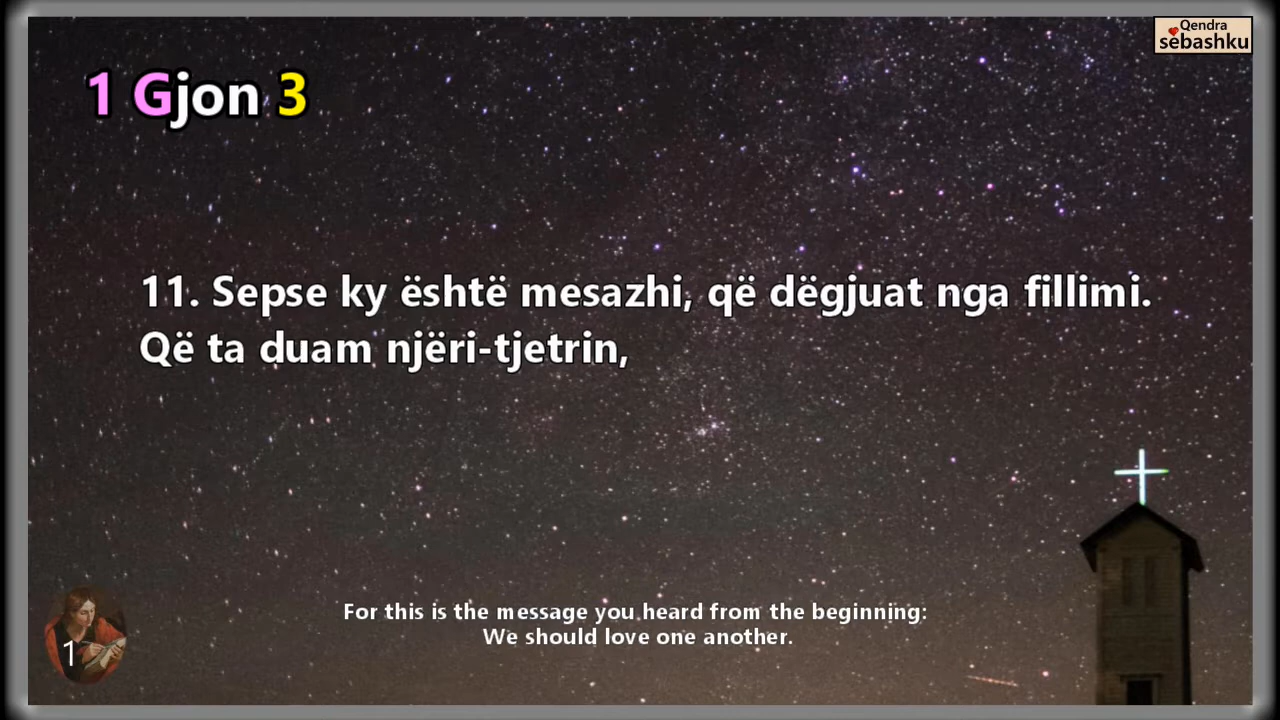 Qendra
sebashku
1 Gjon 3
11. Sepse ky është mesazhi, që dëgjuat nga fillimi.
Që ta duam njëri-tjetrin,
For this is the message you heard from the beginning:
We should love one another.
1